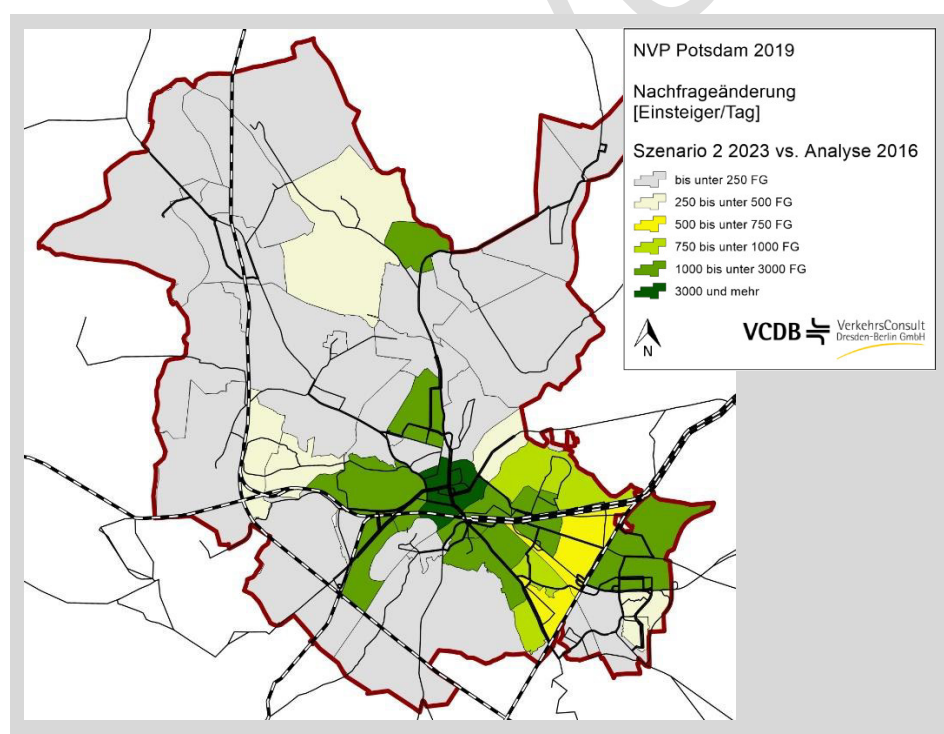 NVP Potsdam 2019
Nachfrageänderung
[Einsteiger/Tag]
Szenario 2 2023 vs. Analyse 2016
bis unter 250 FG
250 bis unter 500 FG
500 bis unter 750 FG
750 bis unter 1000 FG
1000 bis unter 3000 FG
3000 und mehr
N
VCDB VerkehrsConsult
Dresden-Berlin GmbH